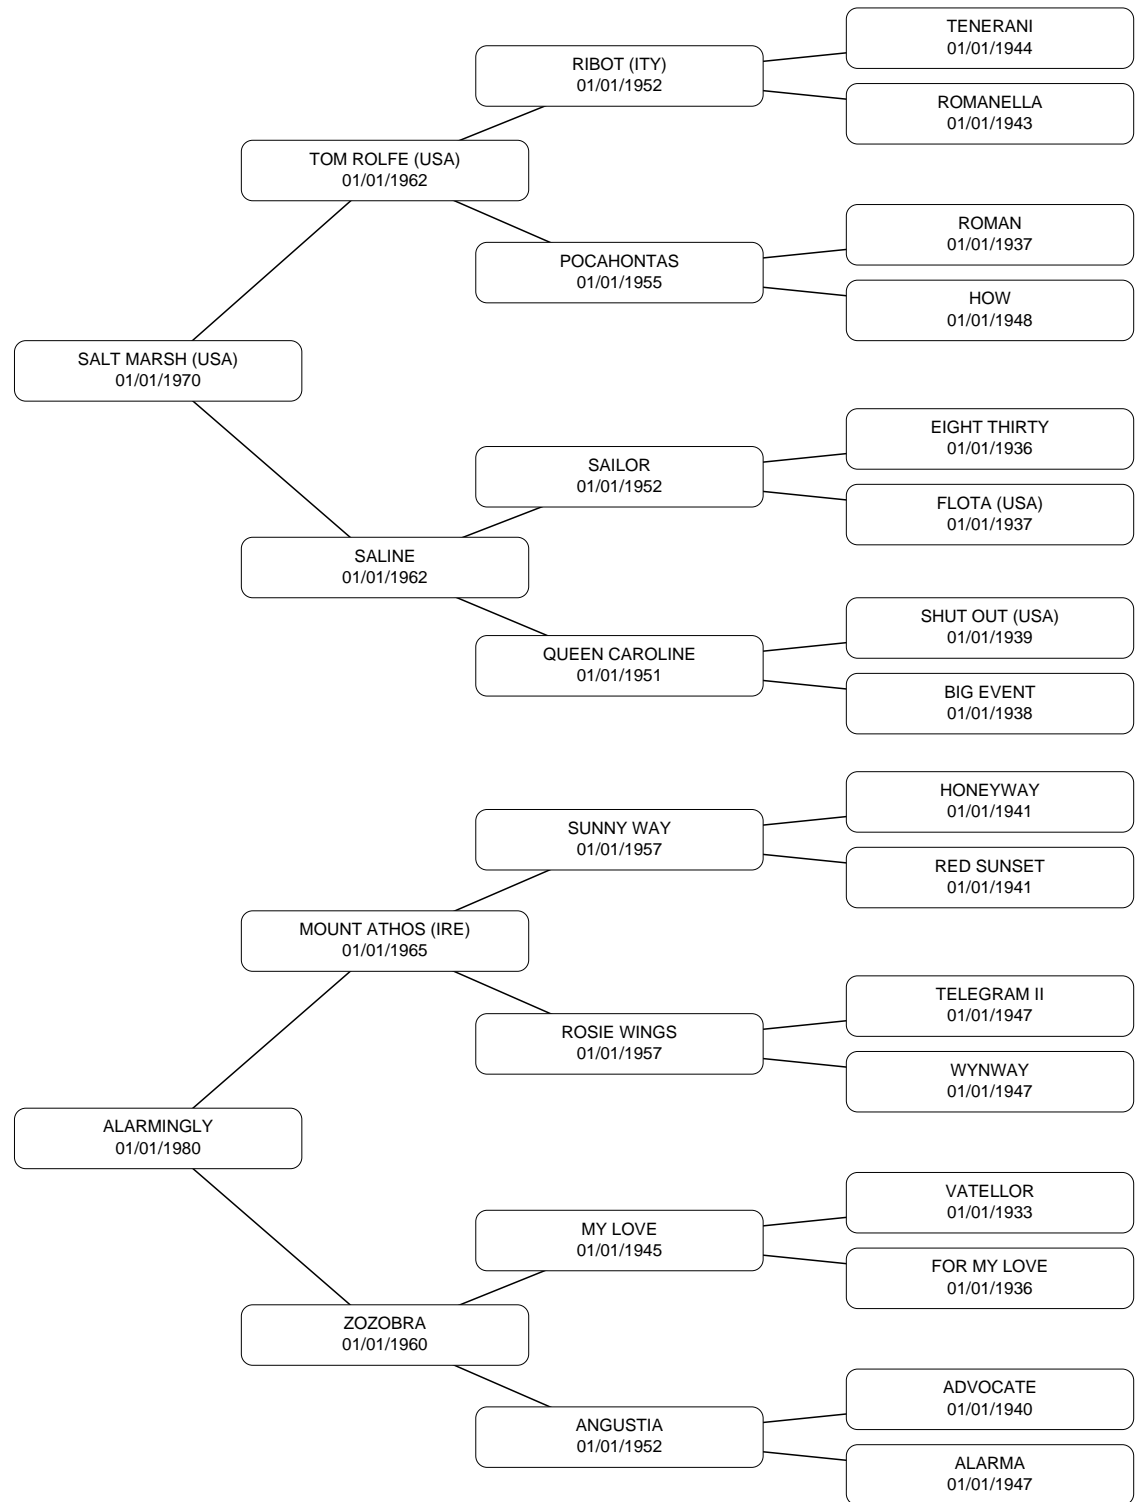 TENERANI
01/01/1944
RIBOT (ITY)
01/01/1952
ROMANELLA
01/01/1943
TOM ROLFE (USA)
01/01/1962
ROMAN
01/01/1937
POCAHONTAS
01/01/1955
HOW
01/01/1948
SALT MARSH (USA)
01/01/1970
EIGHT THIRTY
01/01/1936
SAILOR
01/01/1952
FLOTA (USA)
01/01/1937
SALINE
01/01/1962
SHUT OUT (USA)
01/01/1939
QUEEN CAROLINE
01/01/1951
BIG EVENT
01/01/1938
HONEYWAY
01/01/1941
SUNNY WAY
01/01/1957
RED SUNSET
01/01/1941
MOUNT ATHOS (IRE)
01/01/1965
TELEGRAM II
01/01/1947
ROSIE WINGS
01/01/1957
WYNWAY
01/01/1947
ALARMINGLY
01/01/1980
VATELLOR
01/01/1933
MY LOVE
01/01/1945
FOR MY LOVE
01/01/1936
ZOZOBRA
01/01/1960
ADVOCATE
01/01/1940
ANGUSTIA
01/01/1952
ALARMA
01/01/1947